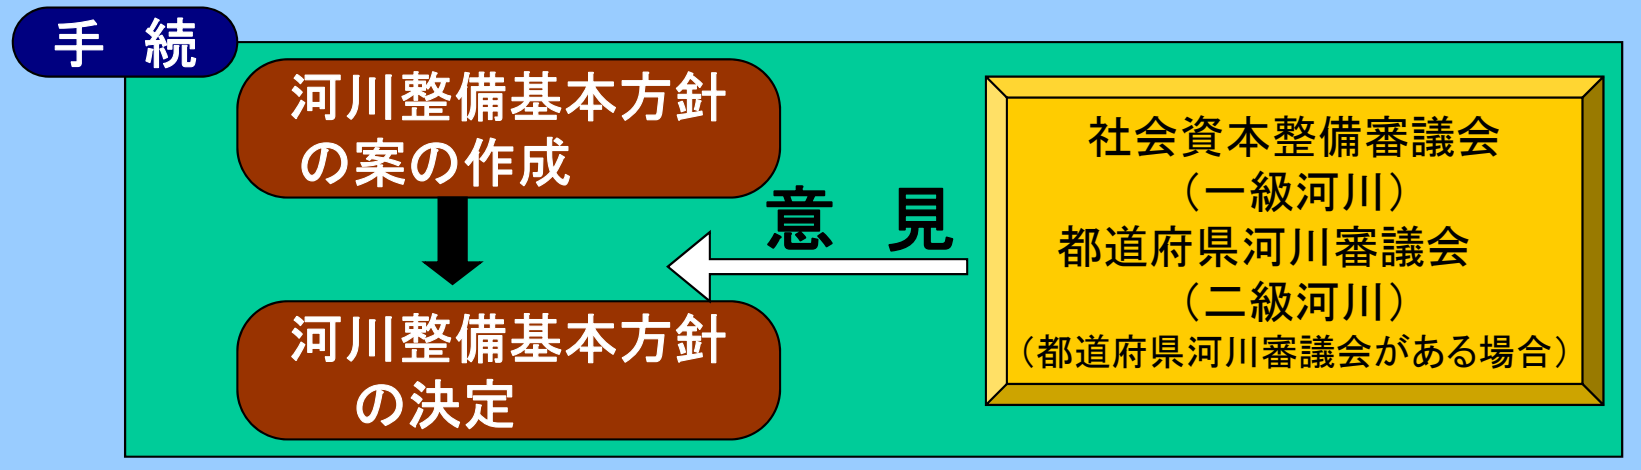 手　続
河川整備基本方針
の案の作成
意　見
河川整備基本方針
の決定
社会資本整備審議会
（一級河川）
都道府県河川審議会
（二級河川）
（都道府県河川審議会がある場合）